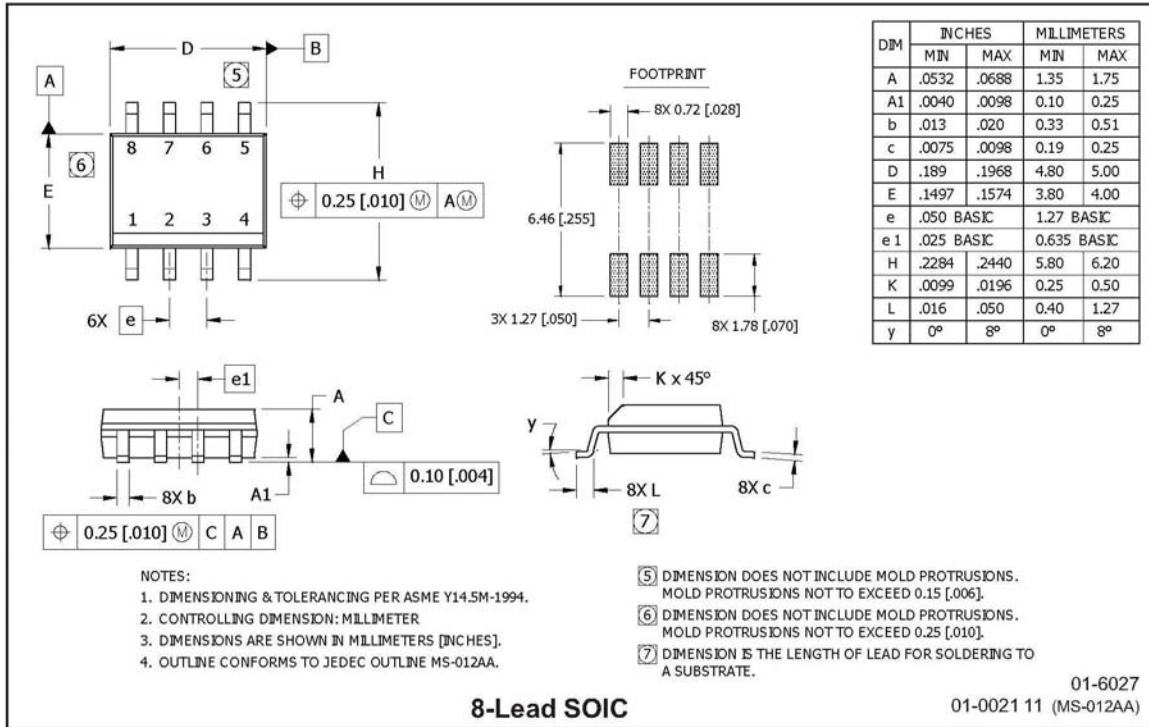 D
B
5
A
8 7 6 5
6
E
H
⌖ 0.25 [.010] Ⓜ A Ⓜ
1 2 3 4
6X e
FOOTPRINT
8X 0.72 [.028]
6.46 [.255]
3X 1.27 [.050]
8X 1.78 [.070]
DIM INCHES MILLIMETERS
MIN MAX MIN MAX
A .0532 .0688 1.35 1.75
A1 .0040 .0098 0.10 0.25
b .013 .020 0.33 0.51
c .0075 .0098 0.19 0.25
D .189 .1968 4.80 5.00
E .1497 .1574 3.80 4.00
e .050 BASIC 1.27 BASIC
e 1 .025 BASIC 0.635 BASIC
H .2284 .2440 5.80 6.20
K .0099 .0196 0.25 0.50
L .016 .050 0.40 1.27
y 0° 8° 0° 8°
e1
A
C
0.10 [.004]
8X b
A1
⌖ 0.25 [.010] Ⓜ C A B
K x 45°
y
8X L
8X c
7
NOTES:
1. DIMENSIONING & TOLERANCING PER ASME Y14.5M-1994.
2. CONTROLLING DIMENSION: MILLIMETER
3. DIMENSIONS ARE SHOWN IN MILLIMETERS [INCHES].
4. OUTLINE CONFORMS TO JEDEC OUTLINE MS-012AA.
5 DIMENSION DOES NOT INCLUDE MOLD PROTRUSIONS.
MOLD PROTRUSIONS NOT TO EXCEED 0.15 [.006].
6 DIMENSION DOES NOT INCLUDE MOLD PROTRUSIONS.
MOLD PROTRUSIONS NOT TO EXCEED 0.25 [.010].
7 DIMENSION IS THE LENGTH OF LEAD FOR SOLDERING TO
A SUBSTRATE.
8-Lead SOIC
01-6027
01-0021 11 (MS-012AA)